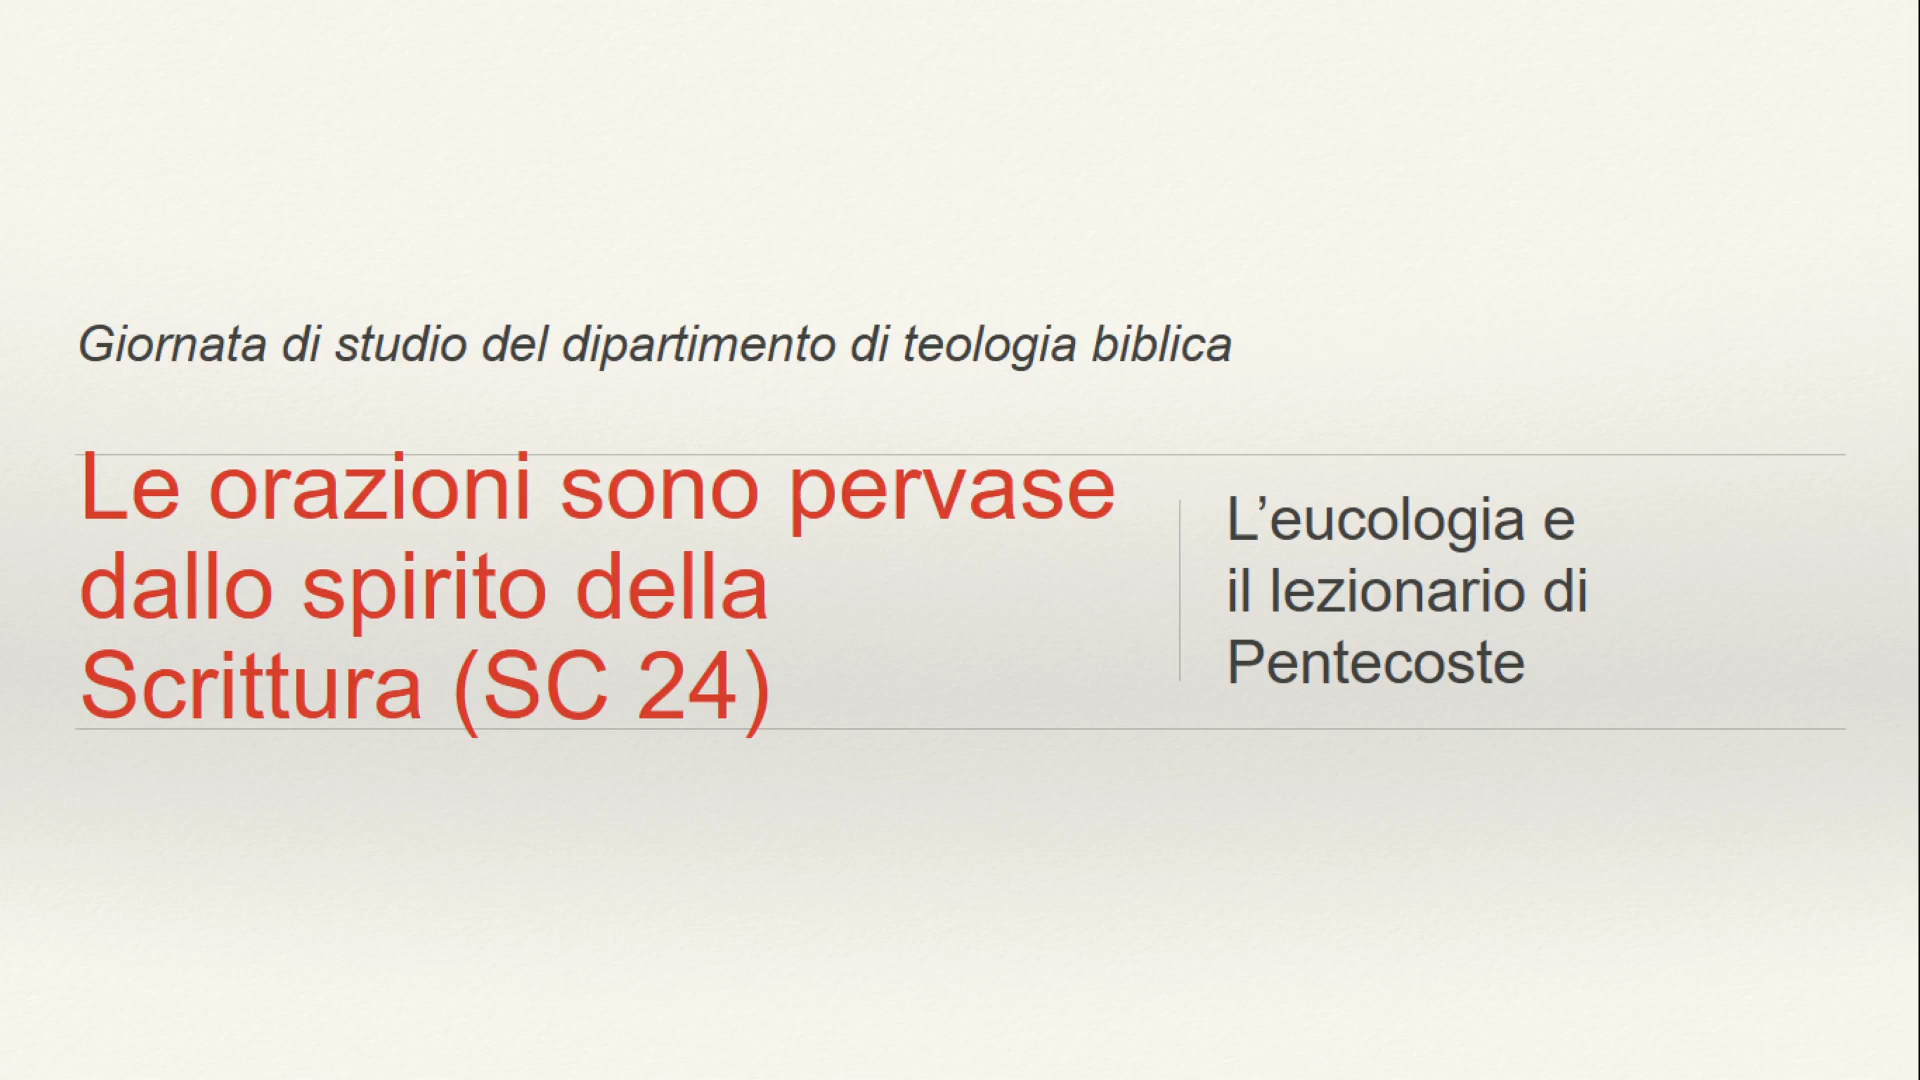 Giornata di studio del dipartimento di teologia biblica
Le orazioni sono pervase
dallo spirito della
Scrittura (SC 24)
L’eucologia e
il lezionario di
Pentecoste